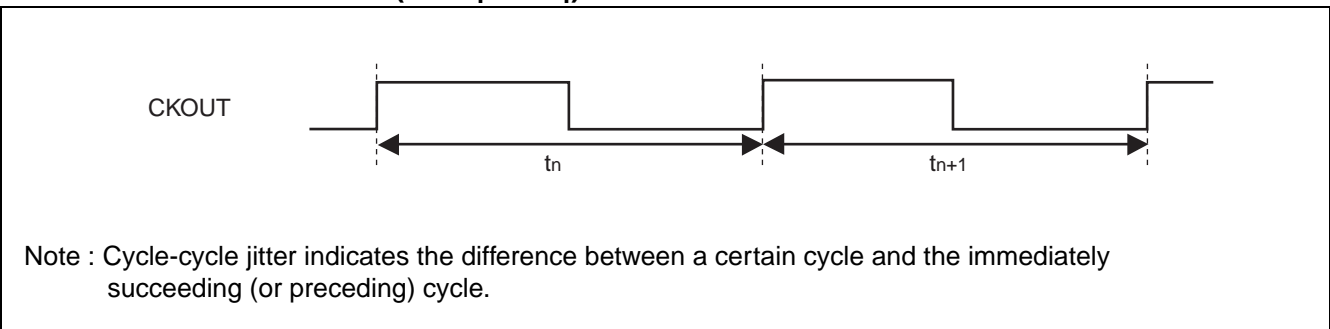 CKOUT
tn
tn+1
Note : Cycle-cycle jitter indicates the difference between a certain cycle and the immediately
succeeding (or preceding) cycle.